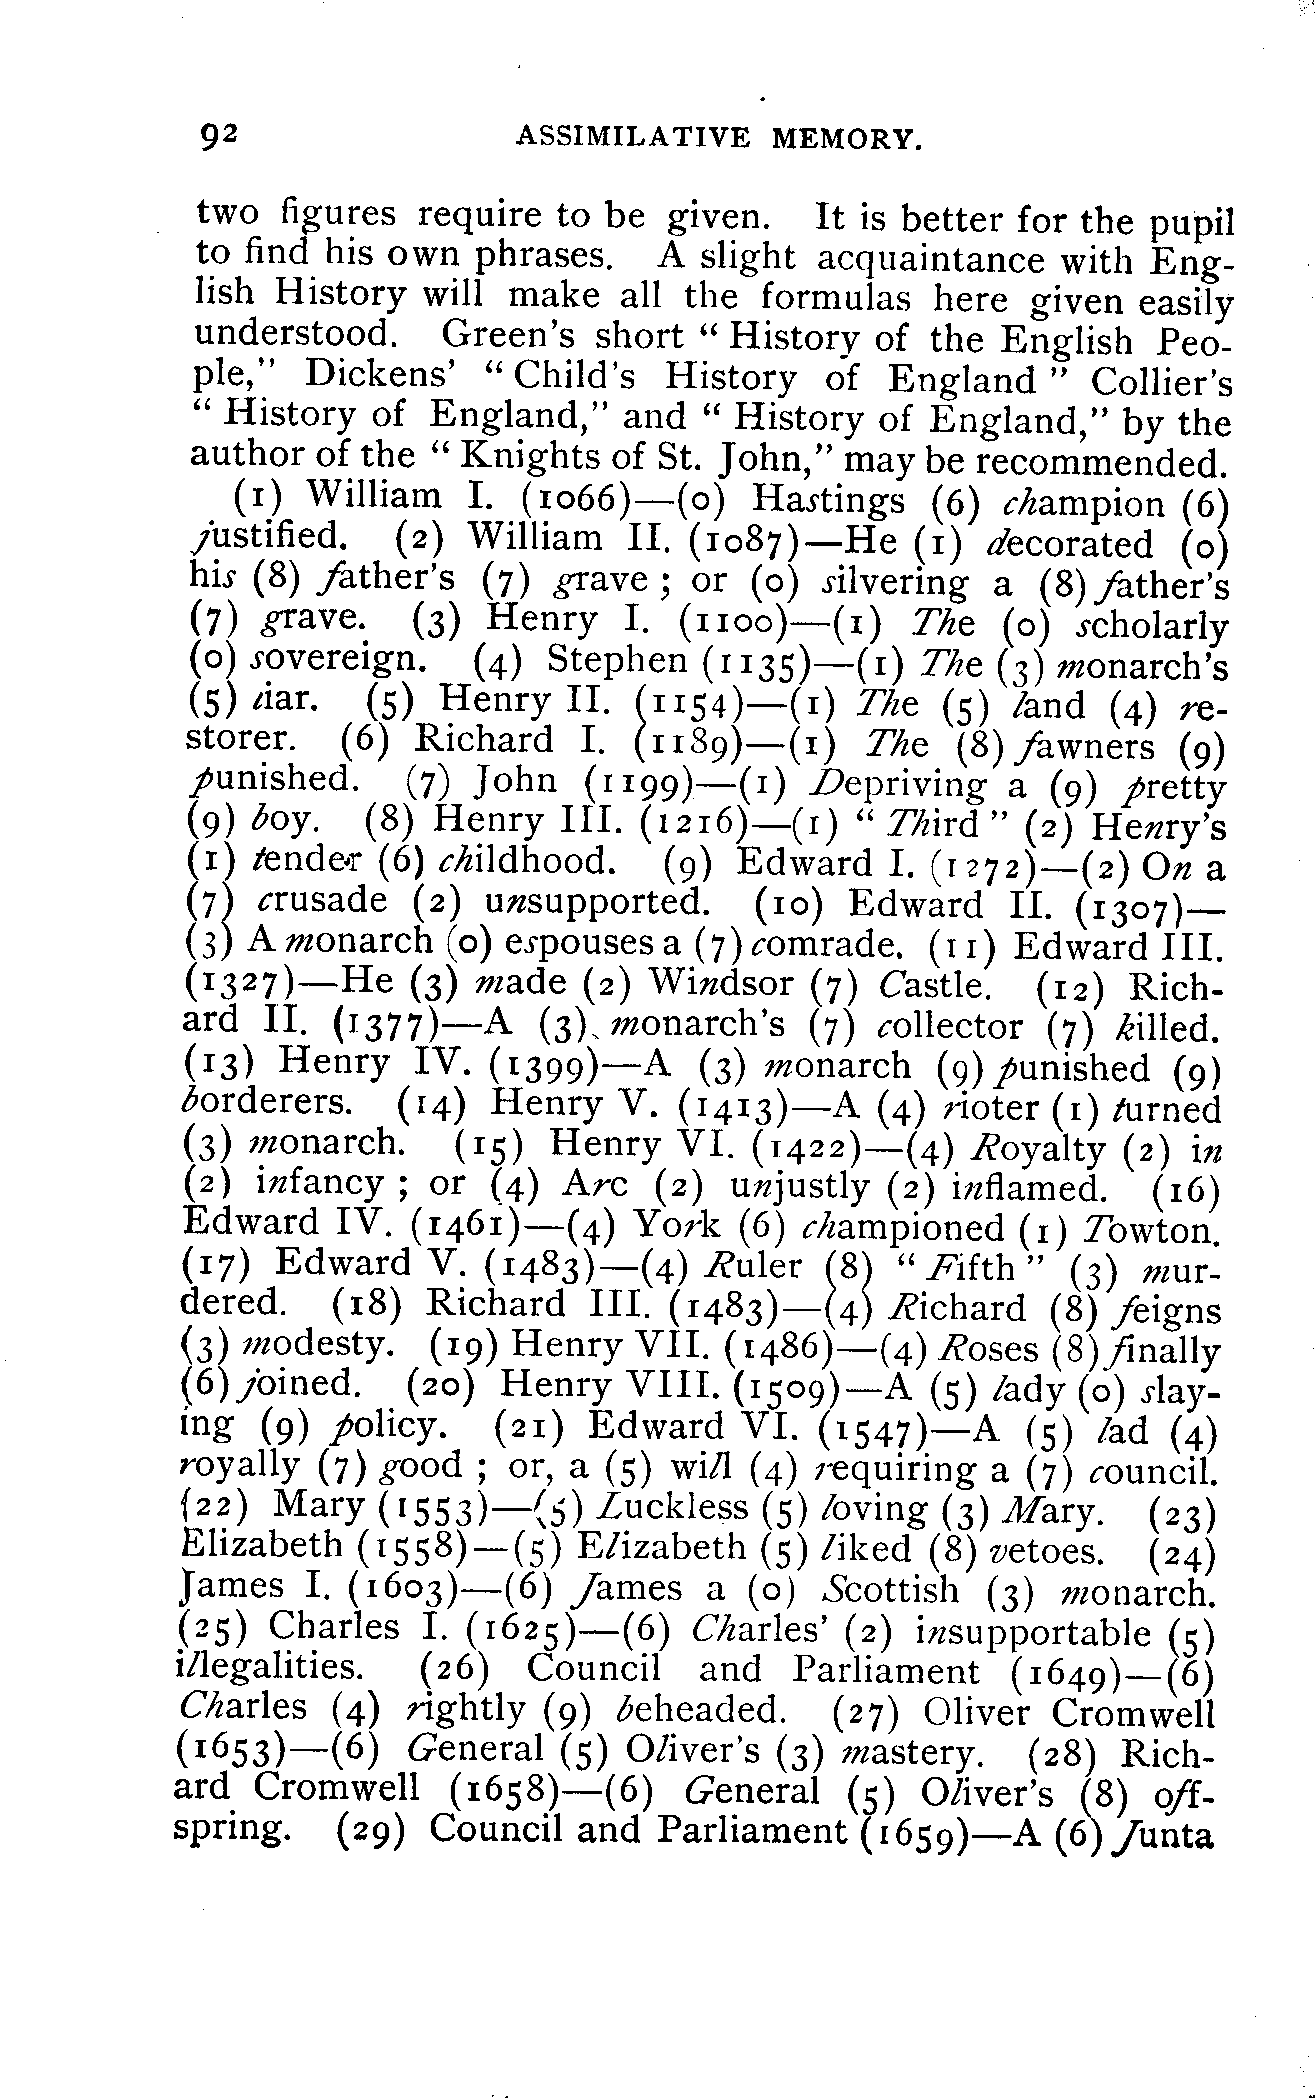 92 ASSIMILATIVE MEMORY.
two figures require to be given. It is better for the pupil
to find his own phrases. A slight acquaintance with Eng-
lish History will make all the formulas here given easily
understood. Green's short “ History of the English Peo-
ple,” Dickens' “ Child's History of England ” Collier's
“ History of England,” and “ History of England,” by the
author of the “ Knights of St. John,” may be recommended.
(1) William I. (1066)—(0) Hastings (6) champion (6)
justified. (2) William II. (1087)—He (1) decorated (0)
his (8) father's (7) grave ; or (0) silvering a (8) father's
(7) grave. (3) Henry I. (1100)—(1) The (0) scholarly
(0) sovereign. (4) Stephen (1135)—(1) The (3) monarch's
(5) liar. (5) Henry II. (1154)—(1) The (5) land (4) re-
storer. (6) Richard I. (1189)—(1) The (8) fawners (9)
punished. (7) John (1199)—(1) Depriving a (9) pretty
(9) boy. (8) Henry III. (1216)—(1) “ Third ” (2) Henry's
(1) tender (6) childhood. (9) Edward I. (1272)—(2) On a
(7) crusade (2) unsupported. (10) Edward II. (1307)—
(3) A monarch (0) espouses a (7) comrade. (11) Edward III.
(1327)—He (3) made (2) Windsor (7) Castle. (12) Rich-
ard II. (1377)—A (3) monarch's (7) collector (7) killed.
(13) Henry IV. (1399)—A (3) monarch (9) punished (9)
borderers. (14) Henry V. (1413)—A (4) rioter (1) turned
(3) monarch. (15) Henry VI. (1422)—(4) Royalty (2) in
(2) infancy ; or (4) Arc (2) unjustly (2) inflamed. (16)
Edward IV. (1461)—(4) York (6) championed (1) Towton.
(17) Edward V. (1483)—(4) Ruler (8) “ Fifth ” (3) mur-
dered. (18) Richard III. (1483)—(4) Richard (8) feigns
(3) modesty. (19) Henry VII. (1486)—(4) Roses (8) finally
(6) joined. (20) Henry VIII. (1509)—A (5) lady (0) slay-
ing (9) policy. (21) Edward VI. (1547)—A (5) lad (4)
royally (7) good ; or, a (5) will (4) requiring a (7) council.
(22) Mary (1553)—(5) Luckless (5) loving (3) Mary. (23)
Elizabeth (1558)—(5) Elizabeth (5) liked (8) vetoes. (24)
James I. (1603)—(6) James a (0) Scottish (3) monarch.
(25) Charles I. (1625)—(6) Charles' (2) insupportable (5)
illegalities. (26) Council and Parliament (1649)—(6)
Charles (4) rightly (9) beheaded. (27) Oliver Cromwell
(1653)—(6) General (5) Oliver's (3) mastery. (28) Rich-
ard Cromwell (1658)—(6) General (5) Oliver's (8) off-
spring. (29) Council and Parliament (1659)—A (6) Junta